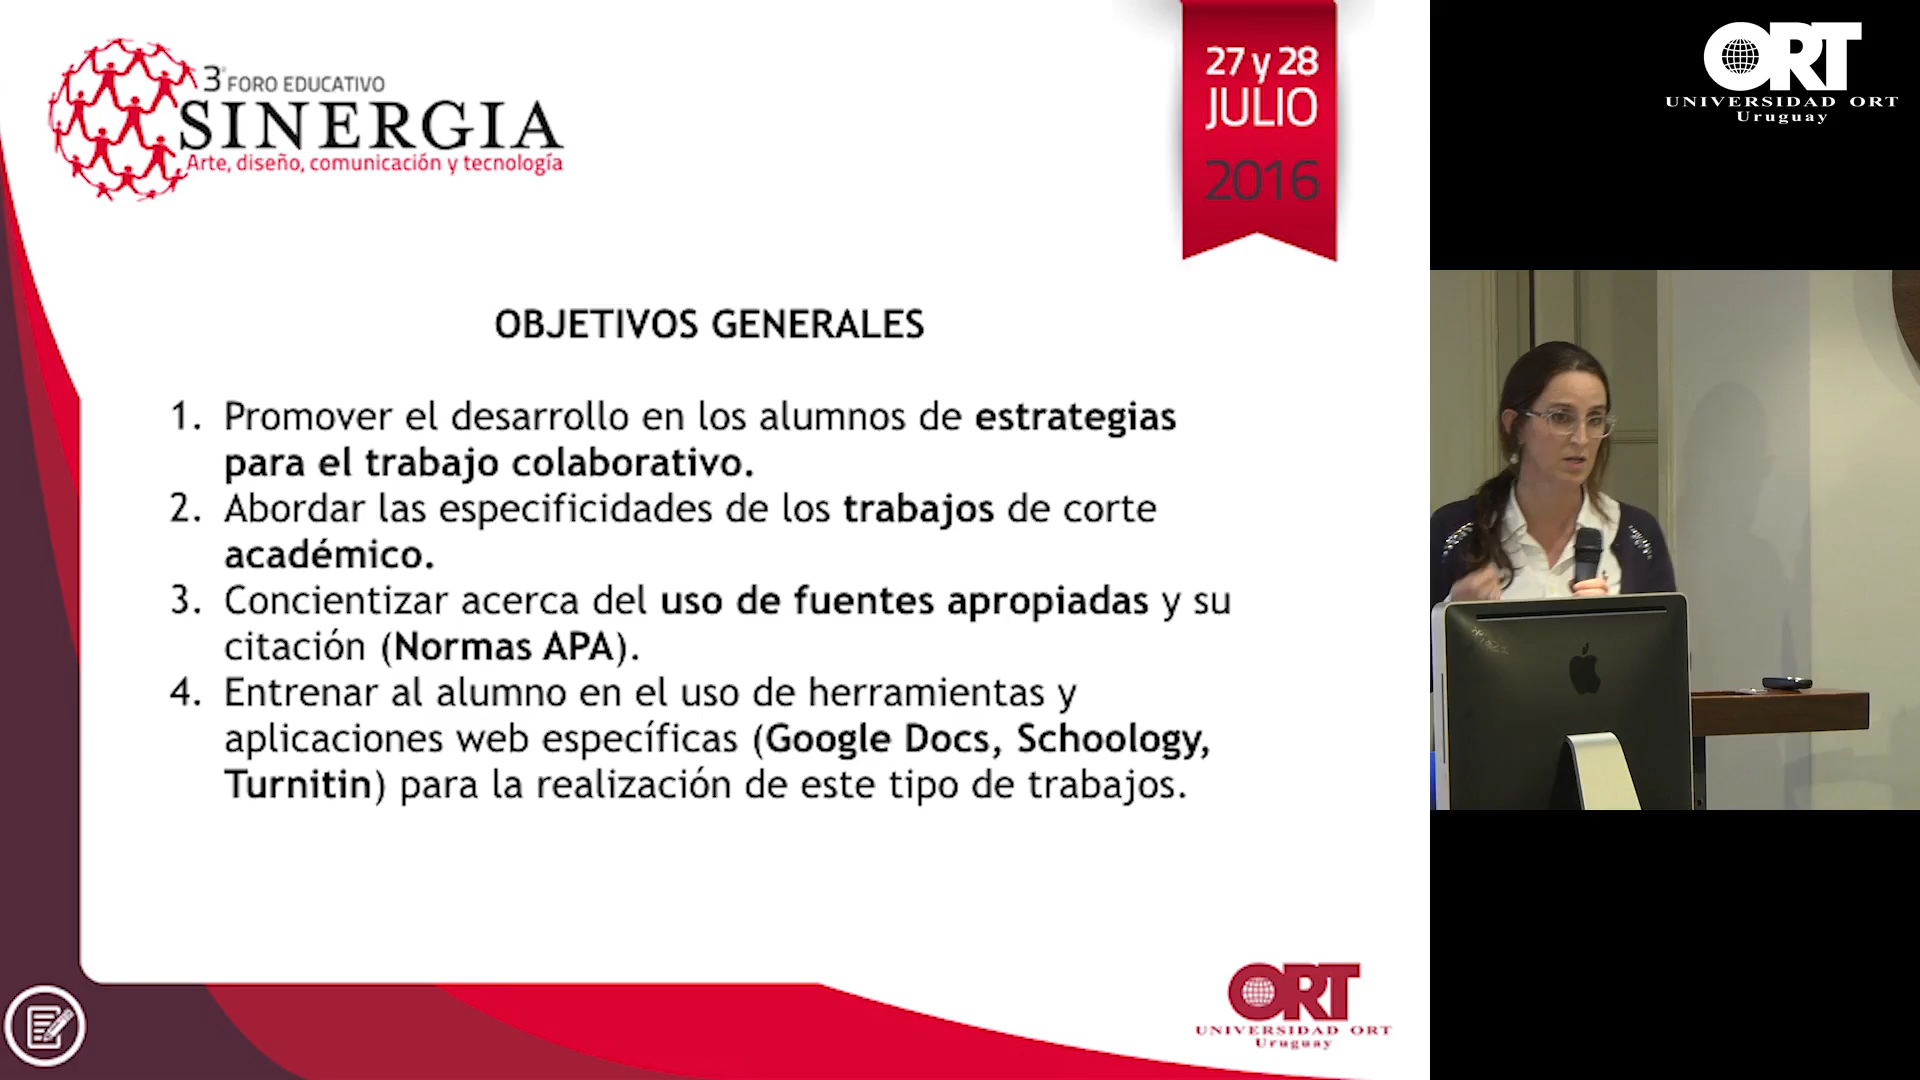 3° FORO EDUCATIVO
SINERGIA
Arte, diseño, comunicación y tecnología
27 y 28
JULIO
2016
ORT
UNIVERSIDAD ORT
Uruguay
OBJETIVOS GENERALES
1. Promover el desarrollo en los alumnos de estrategias
para el trabajo colaborativo.
2. Abordar las especificidades de los trabajos de corte
académico.
3. Concientizar acerca del uso de fuentes apropiadas y su
citación (Normas APA).
4. Entrenar al alumno en el uso de herramientas y
aplicaciones web específicas (Google Docs, Schoology,
Turnitin) para la realización de este tipo de trabajos.
ORT
UNIVERSIDAD ORT
Uruguay